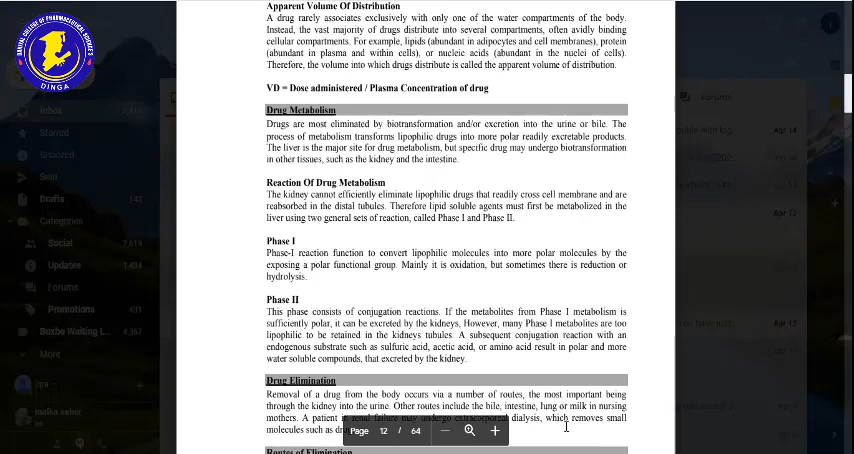 Apparent Volume Of Distribution
A drug rarely associates exclusively with only one of the water compartments of the body.
Instead, the vast majority of drugs distribute into several compartments, often avidly binding
cellular compartments. For example, lipids (abundant in adipocytes and cell membranes), protein
(abundant in plasma and within cells), or nucleic acids (abundant in the nuclei of cells).
Therefore, the volume into which drugs distribute is called the apparent volume of distribution.
VD = Dose administered / Plasma Concentration of drug
Drug Metabolism
Drugs are most eliminated by biotransformation and/or excretion into the urine or bile. The
process of metabolism transforms lipophilic drugs into more polar readily excretable products.
The liver is the major site for drug metabolism, but specific drug may undergo biotransformation
in other tissues, such as the kidney and the intestine.
Reaction Of Drug Metabolism
The kidney cannot efficiently eliminate lipophilic drugs that readily cross cell membrane and are
reabsorbed in the distal tubules. Therefore lipid soluble agents must first be metabolized in the
liver using two general sets of reaction, called Phase I and Phase II.
Phase I
Phase-I reaction function to convert lipophilic molecules into more polar molecules by the
exposing a polar functional group. Mainly it is oxidation, but sometimes there is reduction or
hydrolysis.
Phase II
This phase consists of conjugation reactions. If the metabolites from Phase I metabolism is
sufficiently polar, it can be excreted by the kidneys, However, many Phase I metabolites are too
lipophilic to be retained in the kidneys tubules. A subsequent conjugation reaction with an
endogenous substrate such as sulfuric acid, acetic acid, or amino acid result in polar and more
water soluble compounds, that excreted by the kidney.
Drug Elimination
Removal of a drug from the body occurs via a number of routes, the most important being
through the kidney into the urine. Other routes include the bile, intestine, lung or milk in nursing
mothers. A patient in renal failure may undergo extracorporeal dialysis, which removes small
molecules such as
Routes of Elimination
Page 12 / 64
DINGA
Inbox
Starred
Snoozed
Sent
Drafts 143
Categories
Social 2,619
Updates 1,434
Forums
Promotions 431
Boxbe Waiting L... 4,367
More
Forums
Apr 14
Apr 12
Apr 12